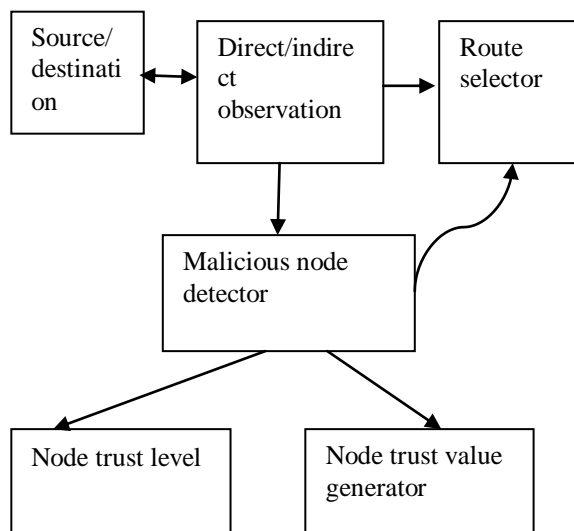 Source/
destinati
on
Direct/indire
ct
observation
Route
selector
Malicious node
detector
Node trust level
Node trust value
generator